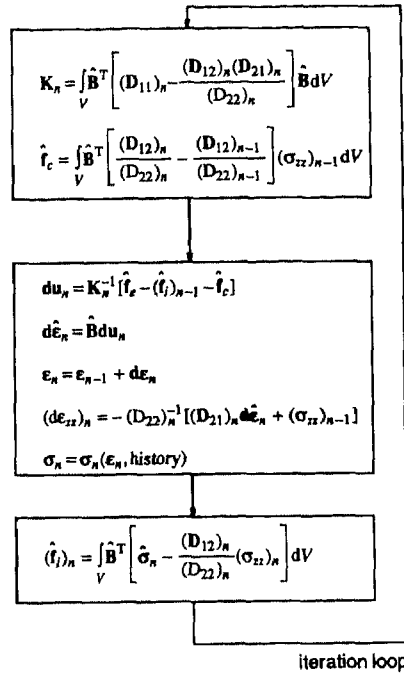 K_n = ∫_V B̂^T [ (D_11)_n - (D_12)_n (D_21)_n / (D_22)_n ] B̂ dV
f̂_c = ∫_V B̂^T [ (D_12)_n / (D_22)_n - (D_12)_{n-1} / (D_22)_{n-1} ] (σ_zz)_{n-1} dV
du_n = K_n^{-1} [f̂_e - (f̂_i)_{n-1} - f̂_c]
dε̂_n = B̂du_n
ε_n = ε_{n-1} + dε_n
(dε_zz)_n = - (D_22)_n^{-1} [(D_21)_n dε̂_n + (σ_zz)_{n-1}]
σ_n = σ_n(ε_n, history)
(f̂_i)_n = ∫_V B̂^T [ σ̂_n - (D_12)_n / (D_22)_n (σ_zz)_n ] dV
iteration loop